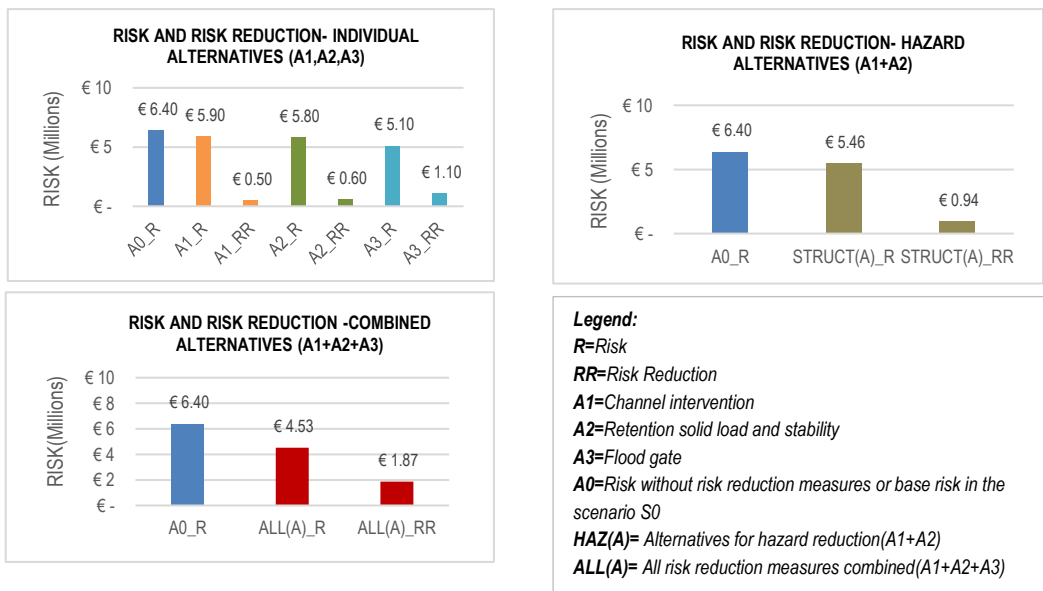 RISK AND RISK REDUCTION- INDIVIDUAL
ALTERNATIVES (A1,A2,A3)
RISK (Millions)
€ 10
€ 5
€ -
€ 6.40
€ 5.90
€ 0.50
€ 5.80
€ 0.60
€ 5.10
€ 1.10
A0_R
A1_R
A1_RR
A2_R
A2_RR
A3_R
A3_RR
RISK AND RISK REDUCTION- HAZARD
ALTERNATIVES (A1+A2)
RISK (Millions)
€ 10
€ 5
€ -
€ 6.40
€ 5.46
€ 0.94
A0_R
STRUCT(A)_R
STRUCT(A)_RR
RISK AND RISK REDUCTION -COMBINED
ALTERNATIVES (A1+A2+A3)
RISK(Millions)
€ 10
€ 8
€ 6
€ 4
€ 2
€ -
€ 6.40
€ 4.53
€ 1.87
A0_R
ALL(A)_R
ALL(A)_RR
Legend:
R=Risk
RR=Risk Reduction
A1=Channel intervention
A2=Retention solid load and stability
A3=Flood gate
A0=Risk without risk reduction measures or base risk in the
scenario S0
HAZ(A)= Alternatives for hazard reduction(A1+A2)
ALL(A)= All risk reduction measures combined(A1+A2+A3)